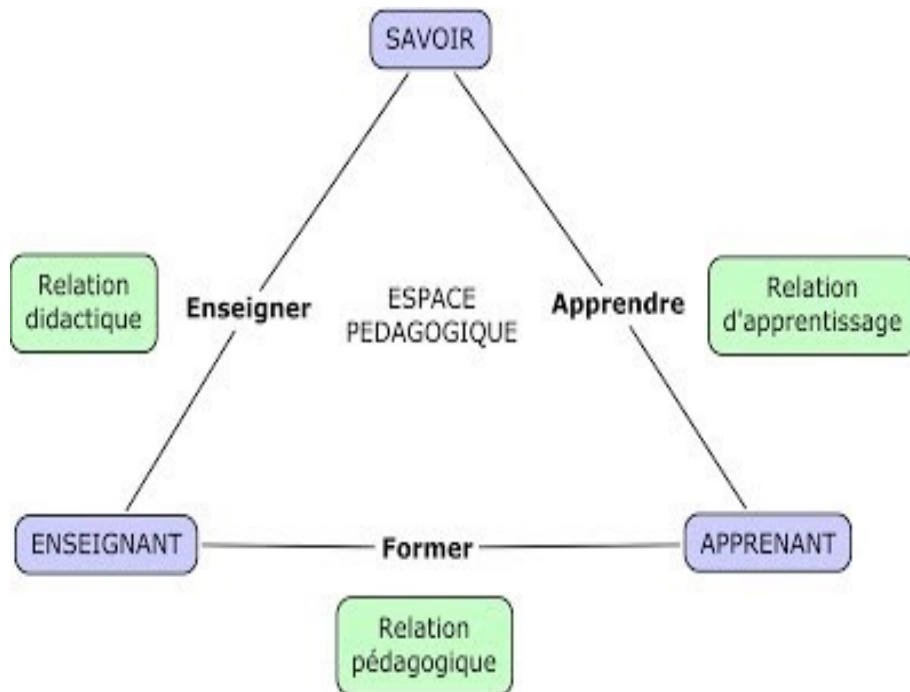 SAVOIR
Relation
didactique
Enseigner
ESPACE
PEDAGOGIQUE
Apprendre
Relation
d'apprentissage
ENSEIGNANT
Former
APPRENANT
Relation
pédagogique